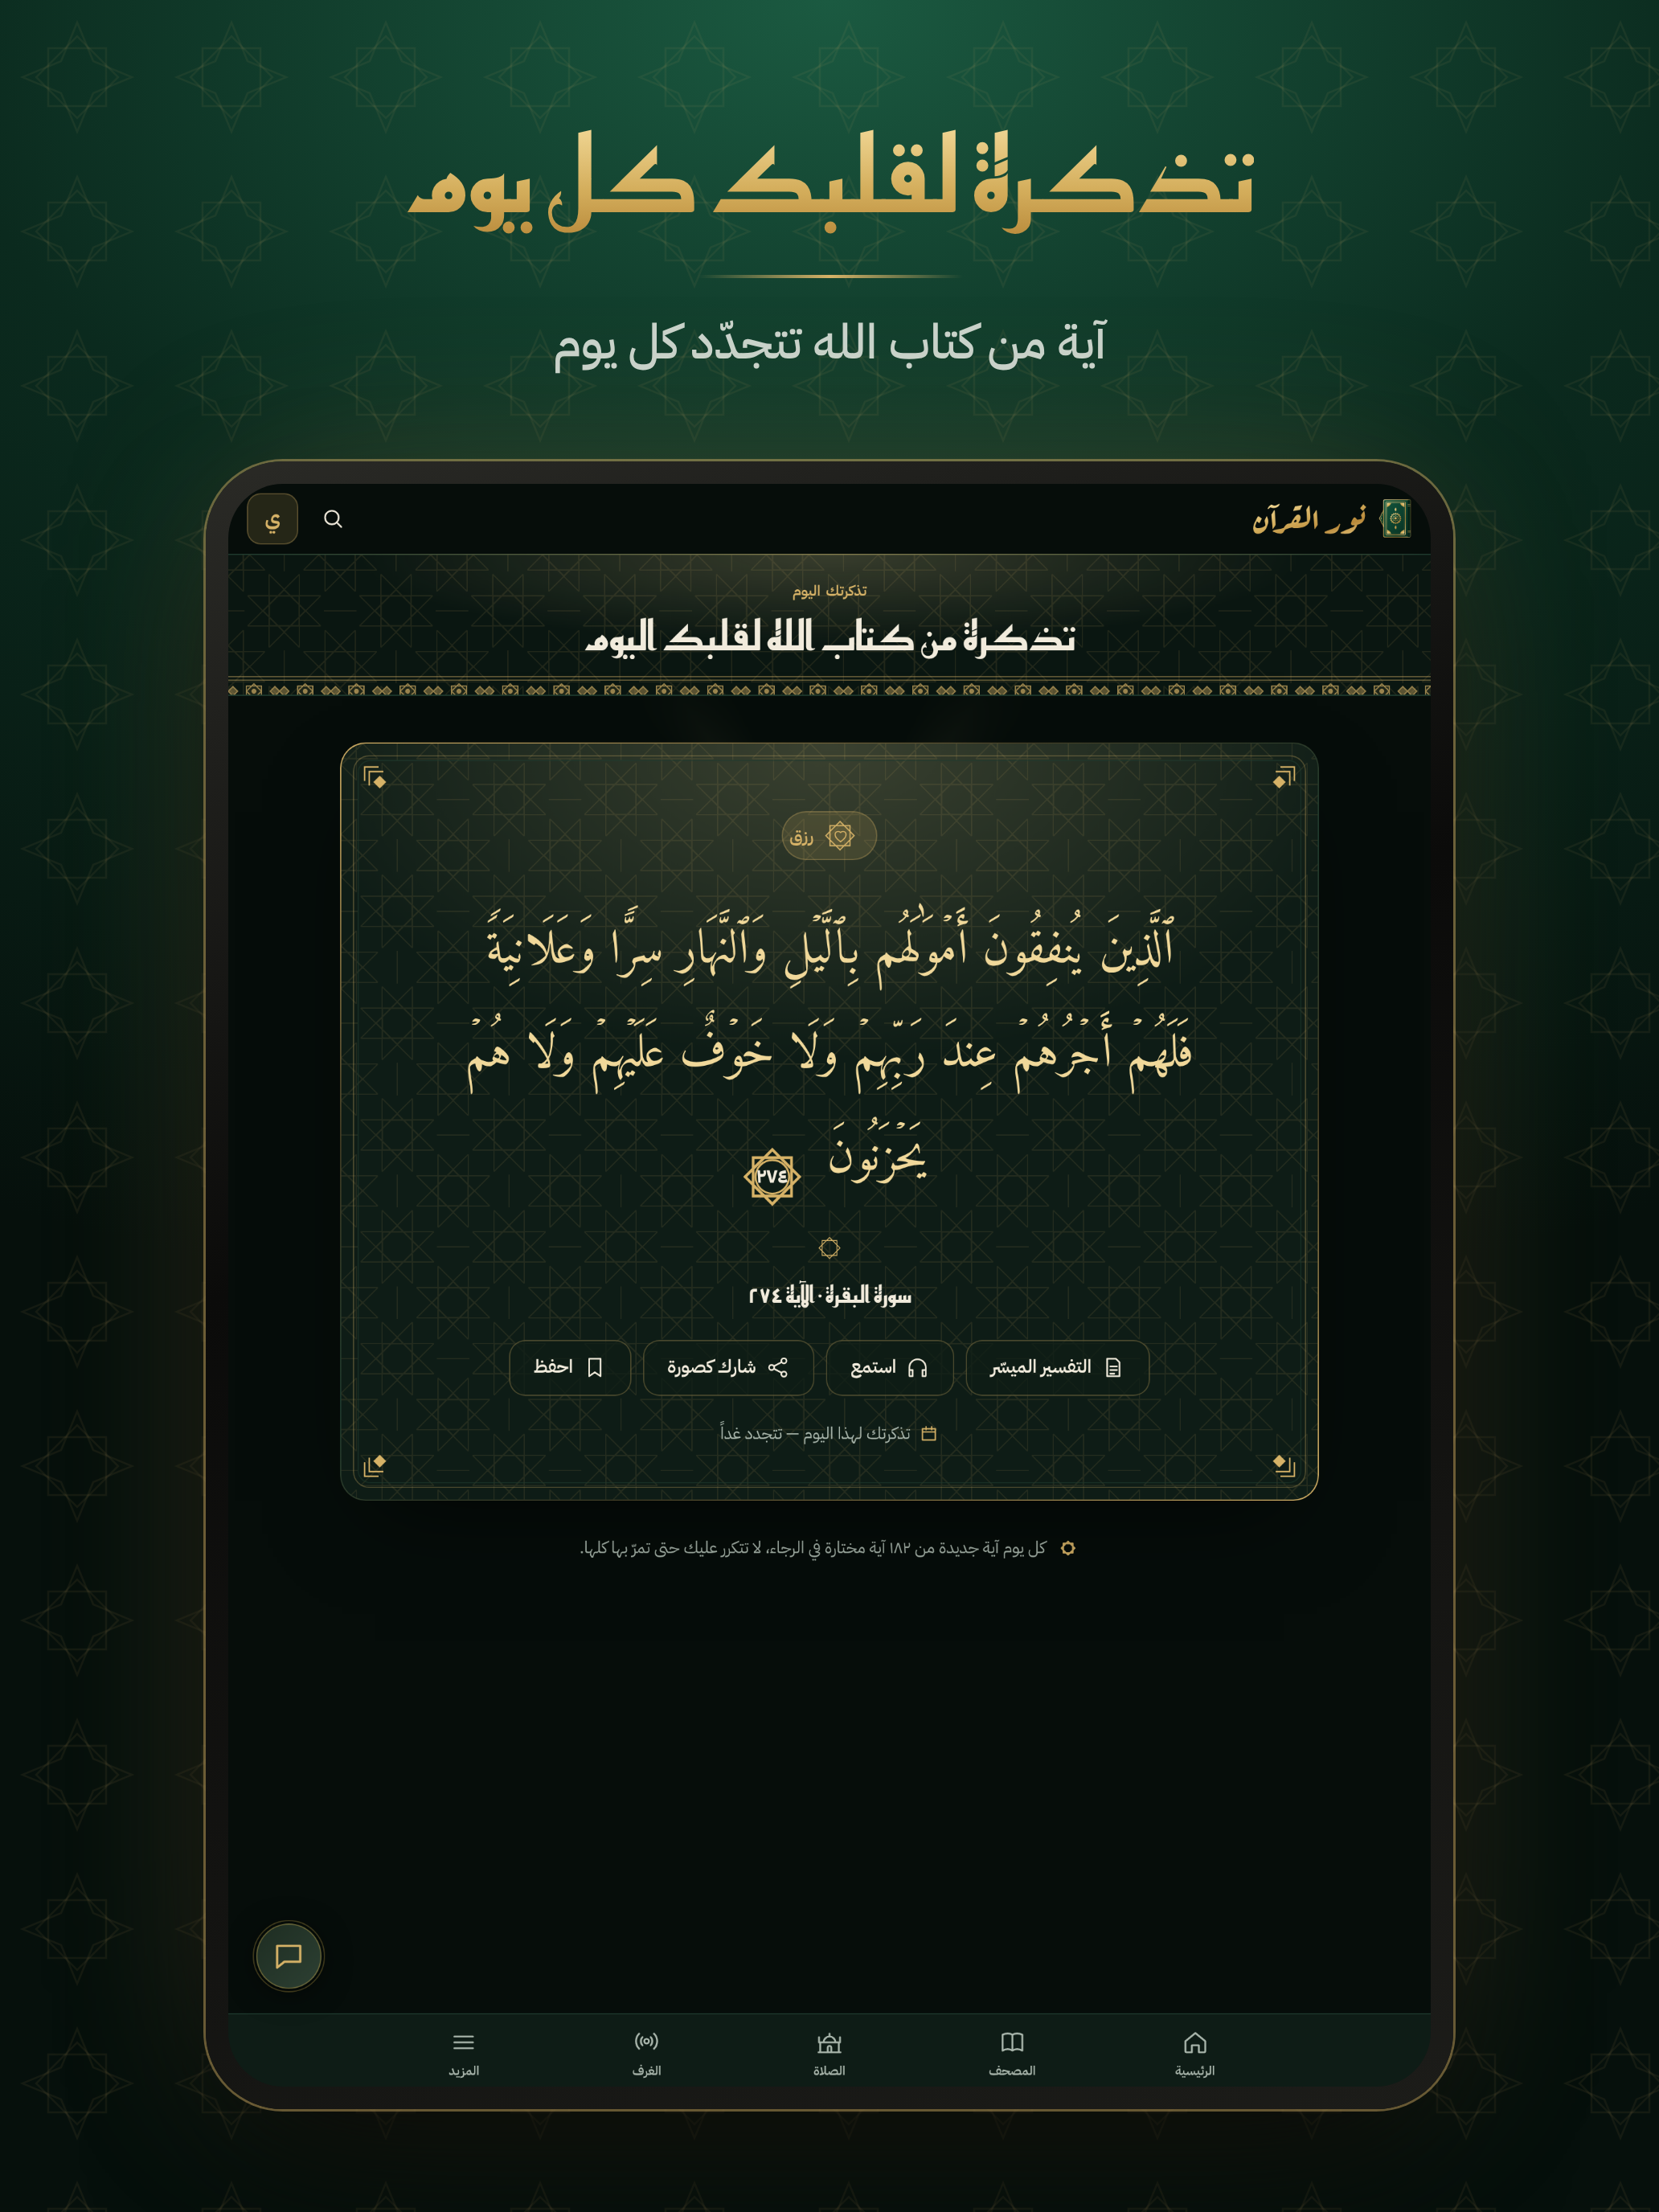 تذكرة لقلبك كل يوم
آية من كتاب الله تتجدّد كل يوم
نور القرآن
ي
تذكرتك اليوم
تذكرة من كتاب الله لقلبك اليوم
رزق
ٱلَّذِينَ يُنفِقُونَ أَمۡوَٰلَهُم بِٱلَّيۡلِ وَٱلنَّهَارِ سِرّٗا وَعَلَانِيَةٗ
فَلَهُمۡ أَجۡرُهُمۡ عِندَ رَبِّهِمۡ وَلَا خَوۡفٌ عَلَيۡهِمۡ وَلَا هُمۡ
يَحۡزَنُونَ ٢٧٤
سورة البقرة · الآية ٢٧٤
التفسير الميسّر
استمع
شارك كصورة
احفظ
تذكرتك لهذا اليوم — تتجدد غداً
كل يوم آية جديدة من ١٨٢ آية مختارة في الرجاء، لا تتكرر عليك حتى تمرّ بها كلها.
الرئيسية
المصحف
الصلاة
الغرف
المزيد